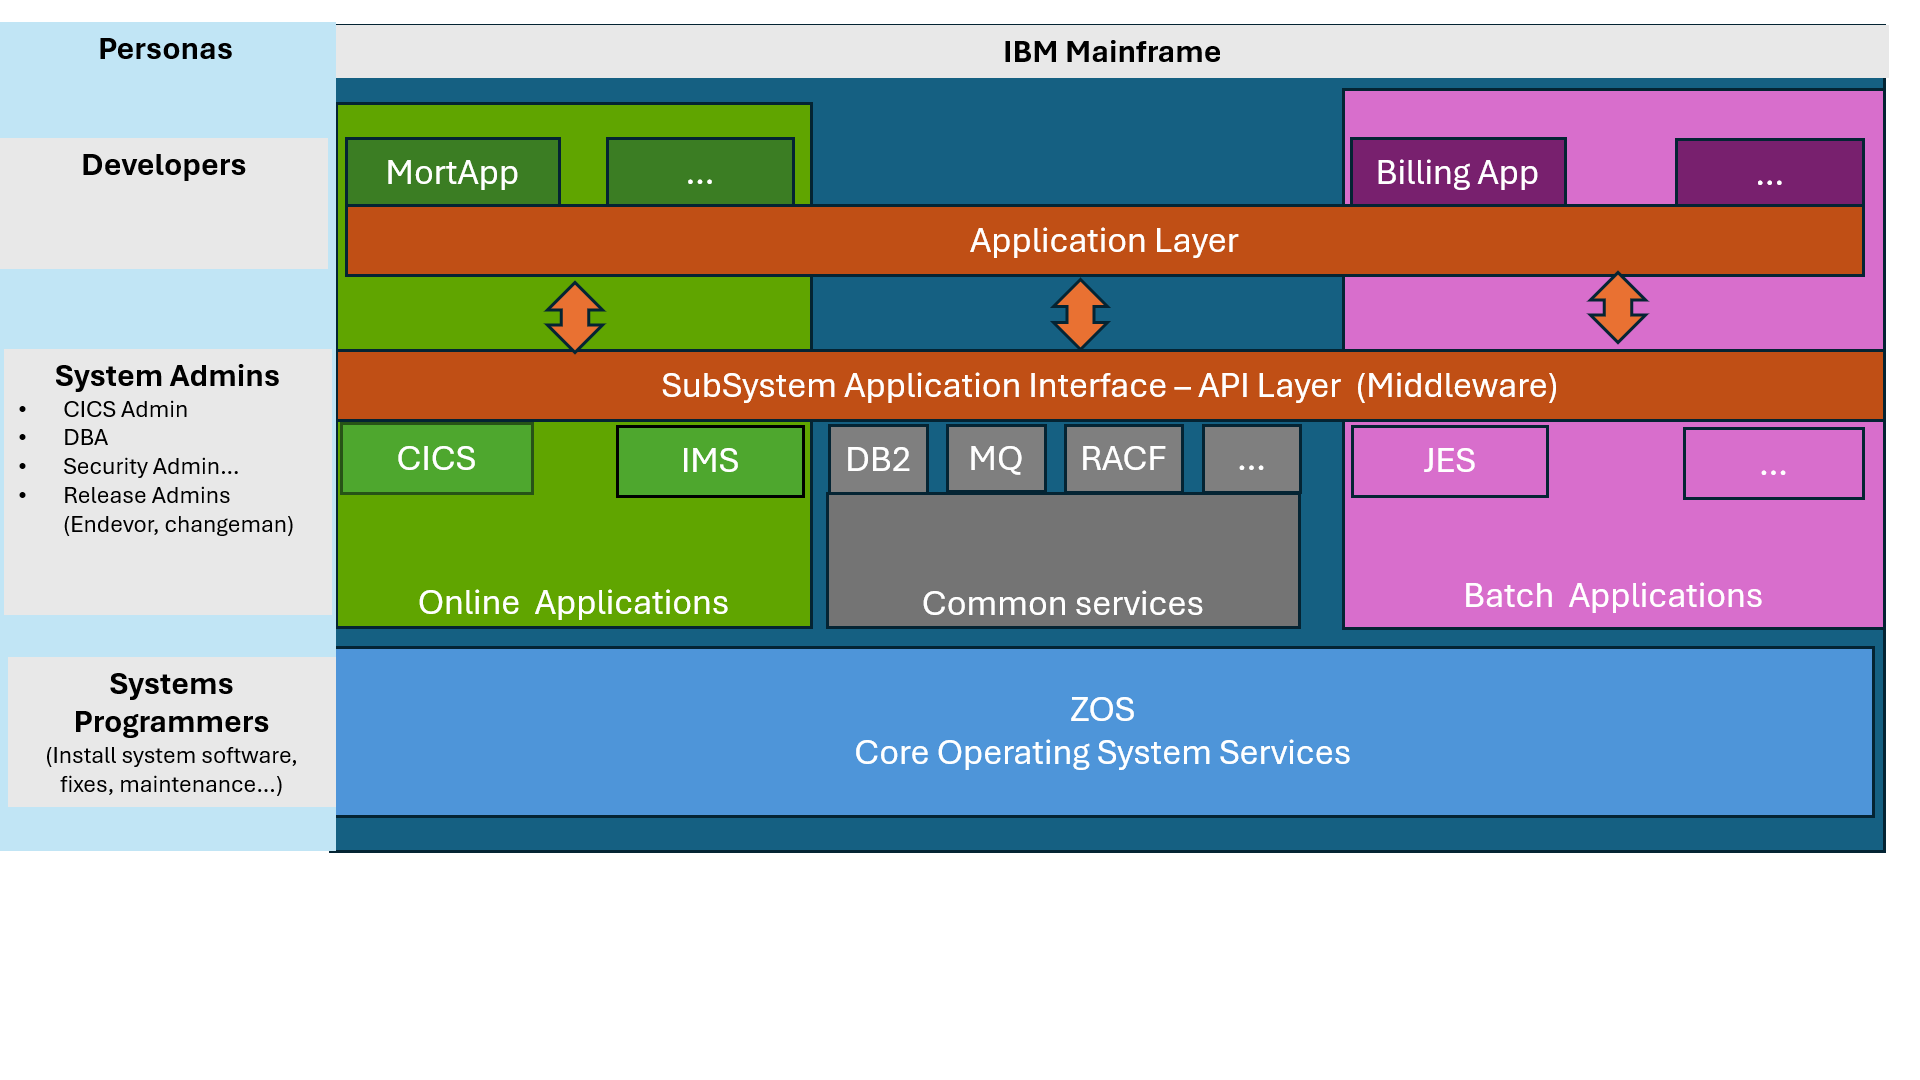 Personas
IBM Mainframe
Developers
MortApp
...
Billing App
...
Application Layer
System Admins
• CICS Admin
• DBA
• Security Admin...
• Release Admins
(Endevor, changeman)
SubSystem Application Interface – API Layer (Middleware)
CICS
IMS
DB2
MQ
RACF
...
JES
...
Online Applications
Common services
Batch Applications
Systems
Programmers
(Install system software,
fixes, maintenance...)
ZOS
Core Operating System Services